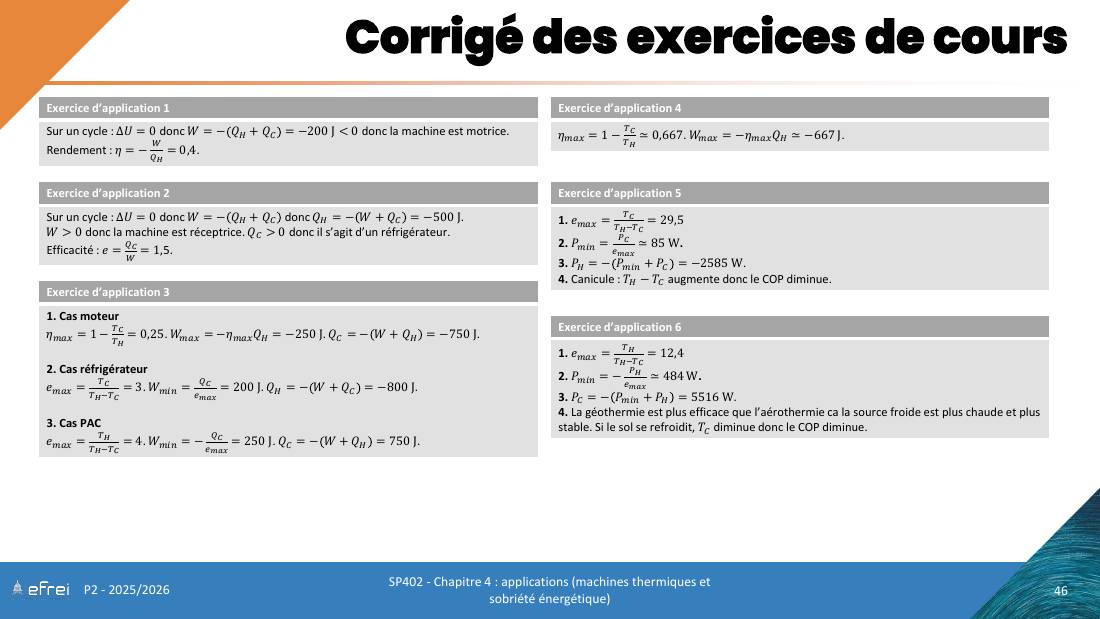 Corrigé des exercices de cours
Exercice d'application 1
Sur un cycle : ΔU = 0 donc W = −(Q_H + Q_C) = −200 J < 0 donc la machine est motrice.
Rendement : η = − W/Q_H = 0,4.
Exercice d'application 2
Sur un cycle : ΔU = 0 donc W = −(Q_H + Q_C) donc Q_H = −(W + Q_C) = −500 J.
W > 0 donc la machine est réceptrice. Q_C > 0 donc il s'agit d'un réfrigérateur.
Efficacité : e = Q_C/W = 1,5.
Exercice d'application 3
1. Cas moteur
η_max = 1 − T_C/T_H = 0,25. W_max = −η_max Q_H = −250 J. Q_C = −(W + Q_H) = −750 J.
2. Cas réfrigérateur
e_max = T_C/(T_H−T_C) = 3. W_min = Q_C/e_max = 200 J. Q_H = −(W + Q_C) = −800 J.
3. Cas PAC
e_max = T_H/(T_H−T_C) = 4. W_min = − Q_C/e_max = 250 J. Q_C = −(W + Q_H) = 750 J.
Exercice d'application 4
η_max = 1 − T_C/T_H ≃ 0,667. W_max = −η_max Q_H ≃ −667 J.
Exercice d'application 5
1. e_max = T_C/(T_H−T_C) = 29,5
2. P_min = P_C/e_max ≃ 85 W.
3. P_H = −(P_min + P_C) = −2585 W.
4. Canicule : T_H − T_C augmente donc le COP diminue.
Exercice d'application 6
1. e_max = T_H/(T_H−T_C) = 12,4
2. P_min = − P_H/e_max ≃ 484 W.
3. P_C = −(P_min + P_H) = 5516 W.
4. La géothermie est plus efficace que l'aérothermie ca la source froide est plus chaude et plus
stable. Si le sol se refroidit, T_C diminue donc le COP diminue.
efrei
P2 - 2025/2026
SP402 - Chapitre 4 : applications (machines thermiques et
sobriété énergétique)
46